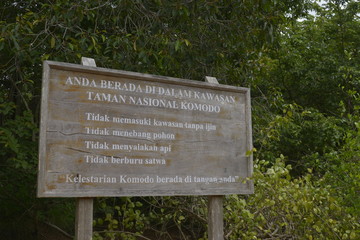 ANDA BERADA DI DALAM KAWASAN
TAMAN NASIONAL KOMODO
Tidak memasuki kawasan tanpa ijin
Tidak menebang pohon
Tidak menyalakan api
Tidak berburu satwa
"Kelestarian Komodo berada di tangan anda"